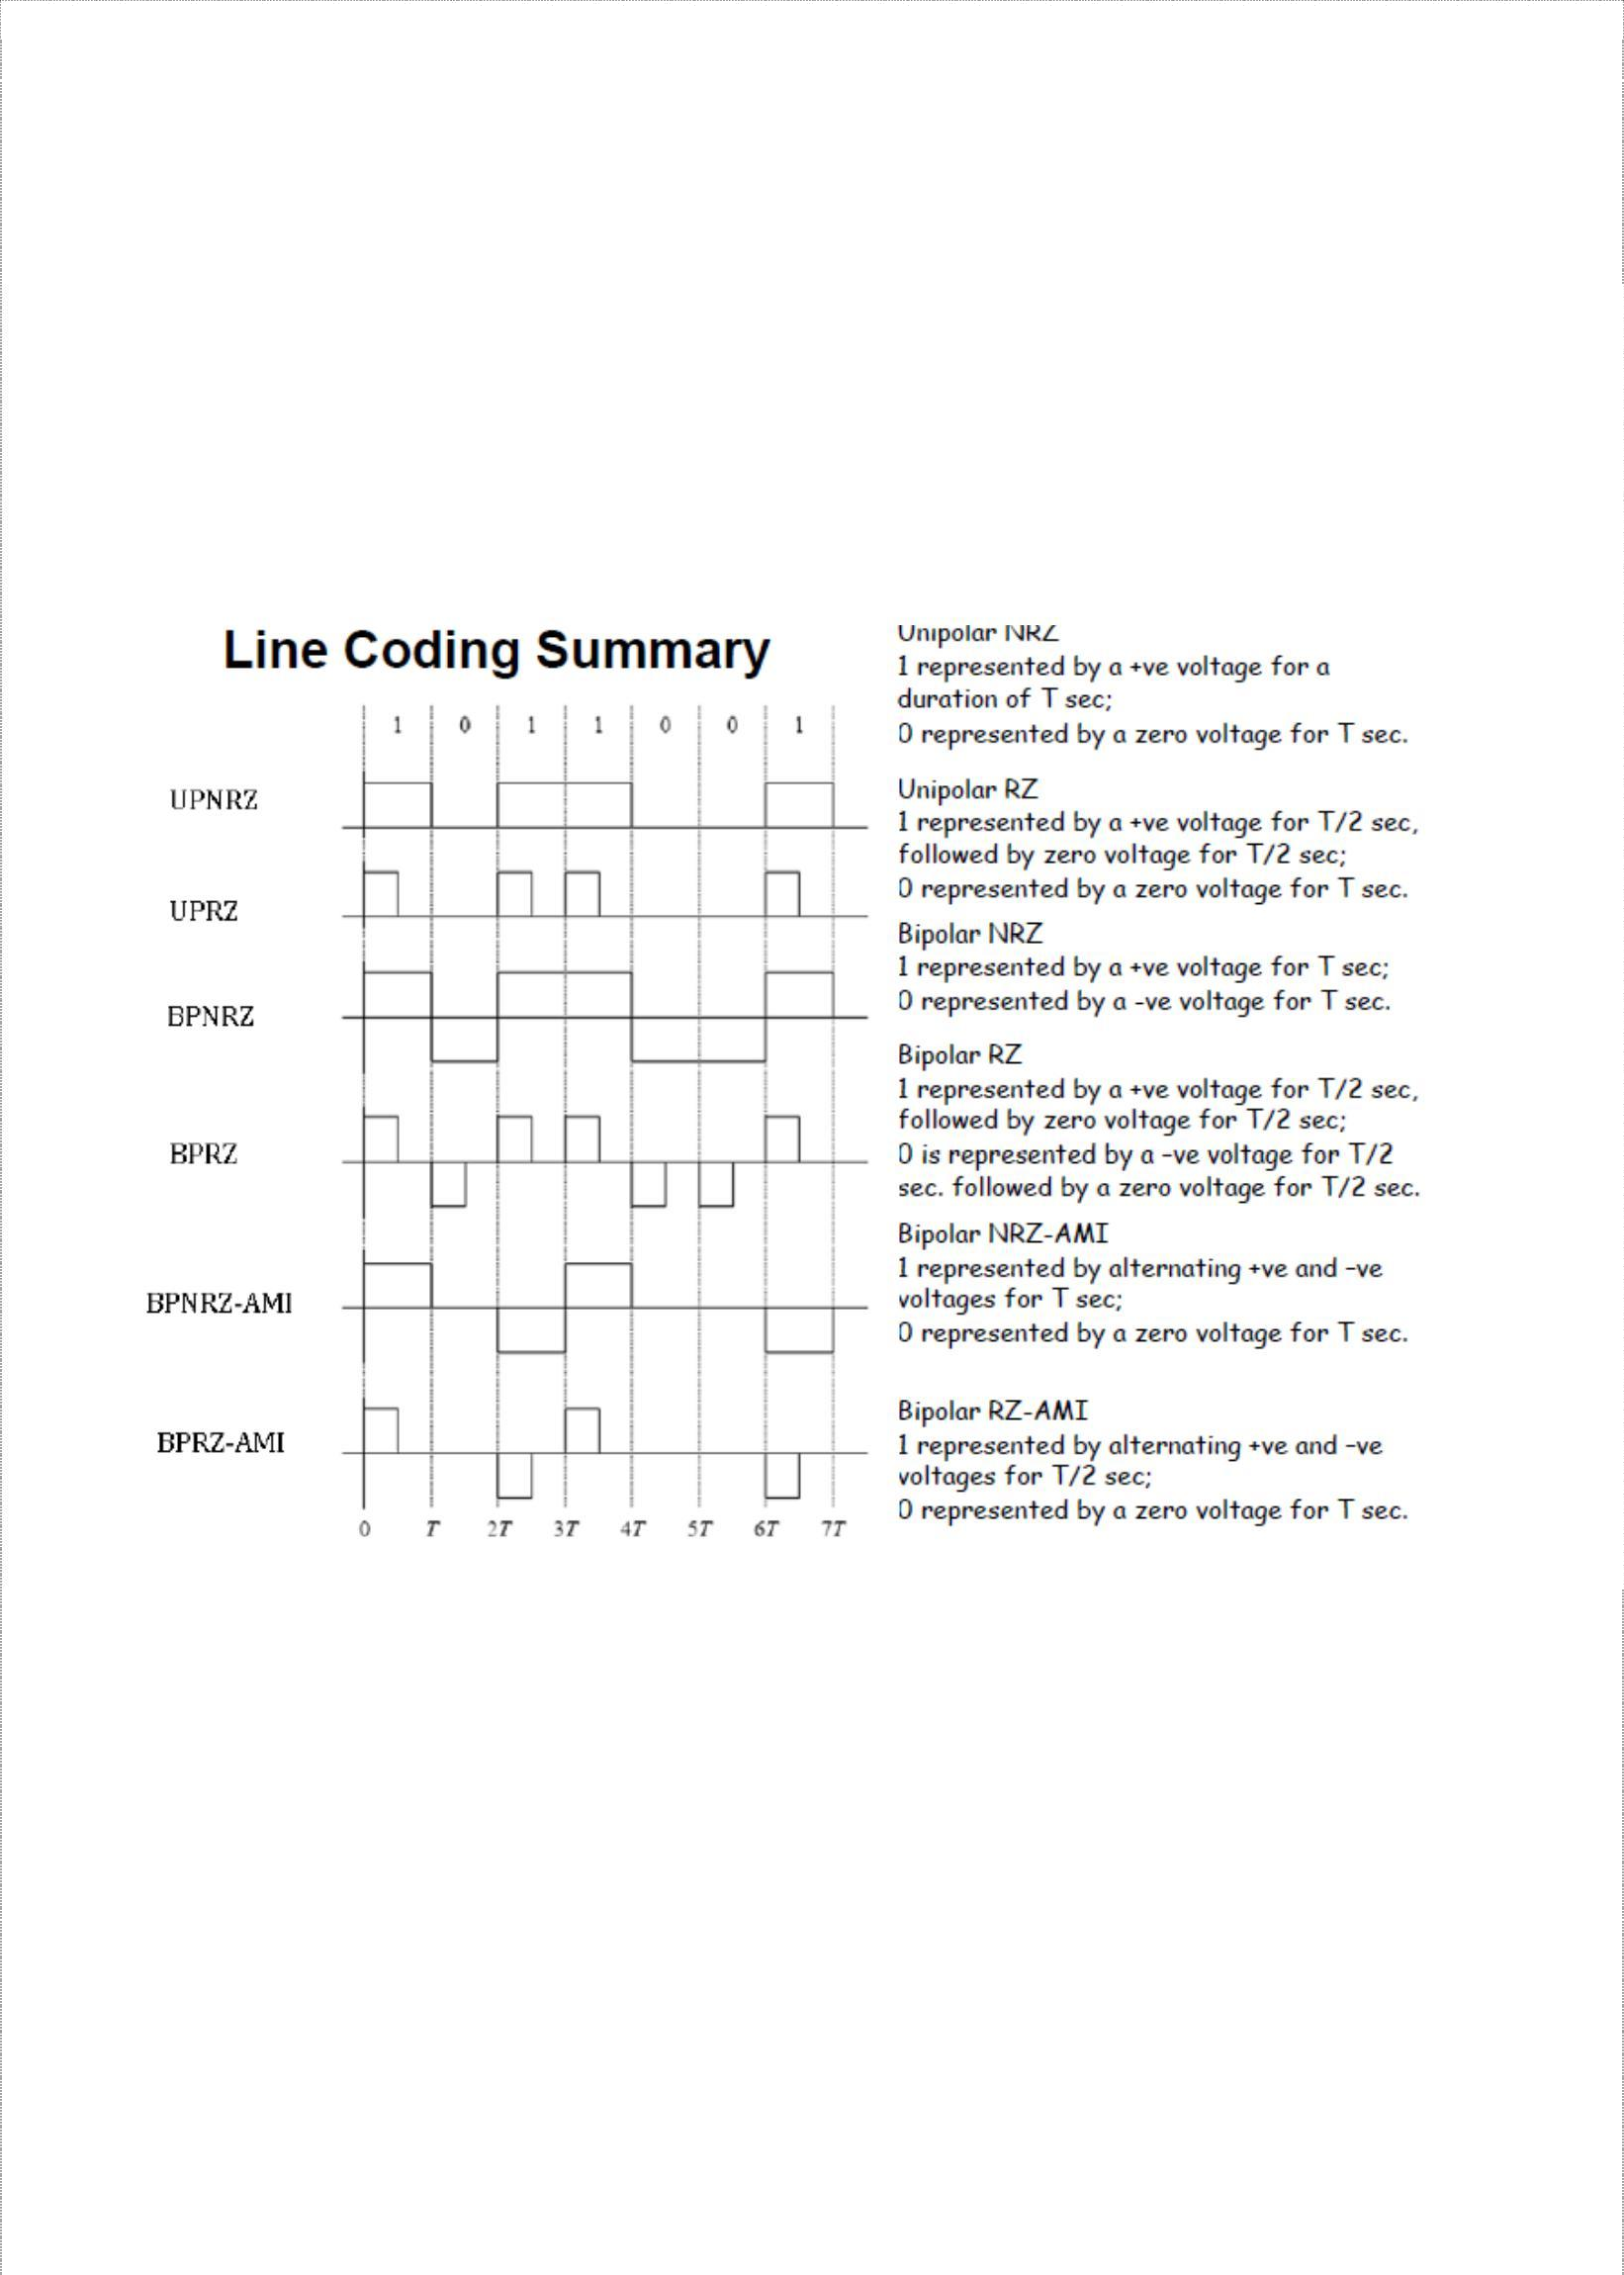 Line Coding Summary
1 0 1 1 0 0 1
UPNRZ
UPRZ
BPNRZ
BPRZ
BPNRZ-AMI
BPRZ-AMI
0 T 2T 3T 4T 5T 6T 7T
Unipolar NRZ
1 represented by a +ve voltage for a
duration of T sec;
0 represented by a zero voltage for T sec.
Unipolar RZ
1 represented by a +ve voltage for T/2 sec,
followed by zero voltage for T/2 sec;
0 represented by a zero voltage for T sec.
Bipolar NRZ
1 represented by a +ve voltage for T sec;
0 represented by a -ve voltage for T sec.
Bipolar RZ
1 represented by a +ve voltage for T/2 sec,
followed by zero voltage for T/2 sec;
0 is represented by a –ve voltage for T/2
sec. followed by a zero voltage for T/2 sec.
Bipolar NRZ-AMI
1 represented by alternating +ve and –ve
voltages for T sec;
0 represented by a zero voltage for T sec.
Bipolar RZ-AMI
1 represented by alternating +ve and –ve
voltages for T/2 sec;
0 represented by a zero voltage for T sec.